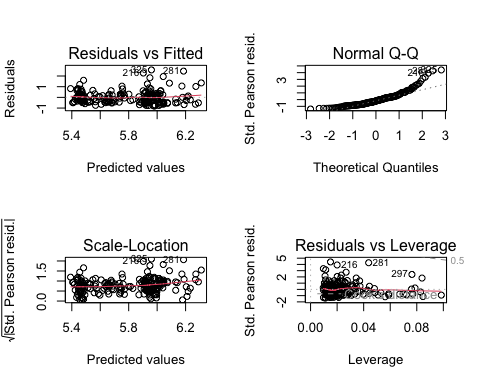 Residuals vs Fitted
Residuals
-1 1
216 281
5.4 5.8 6.2
Predicted values
Normal Q-Q
Std. Pearson resid.
-1 3
-3 -2 -1 0 1 2 3
Theoretical Quantiles
Scale-Location
√|Std. Pearson resid.|
0.0 1.5
216 281
5.4 5.8 6.2
Predicted values
Residuals vs Leverage
Std. Pearson resid.
-2 2 5
216 281
297
0.5
0.00 0.04 0.08
Leverage